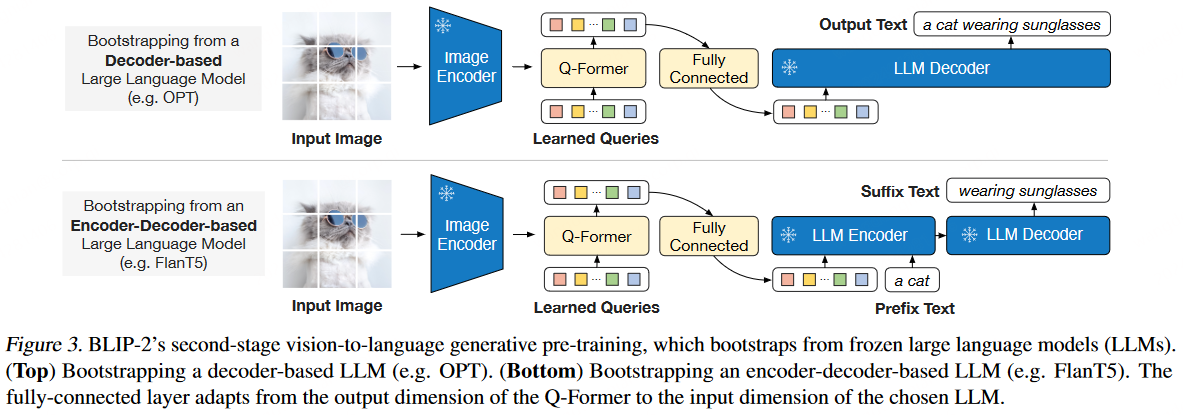 Bootstrapping from a
Decoder-based
Large Language Model
(e.g. OPT)
Input Image
Image
Encoder
Q-Former
Learned Queries
Fully
Connected
Output Text
a cat wearing sunglasses
LLM Decoder
Bootstrapping from an
Encoder-Decoder-based
Large Language Model
(e.g. FlanT5)
Input Image
Image
Encoder
Q-Former
Learned Queries
Fully
Connected
Suffix Text
wearing sunglasses
LLM Encoder
LLM Decoder
a cat
Prefix Text
Figure 3. BLIP-2's second-stage vision-to-language generative pre-training, which bootstraps from frozen large language models (LLMs).
(Top) Bootstrapping a decoder-based LLM (e.g. OPT). (Bottom) Bootstrapping an encoder-decoder-based LLM (e.g. FlanT5). The
fully-connected layer adapts from the output dimension of the Q-Former to the input dimension of the chosen LLM.